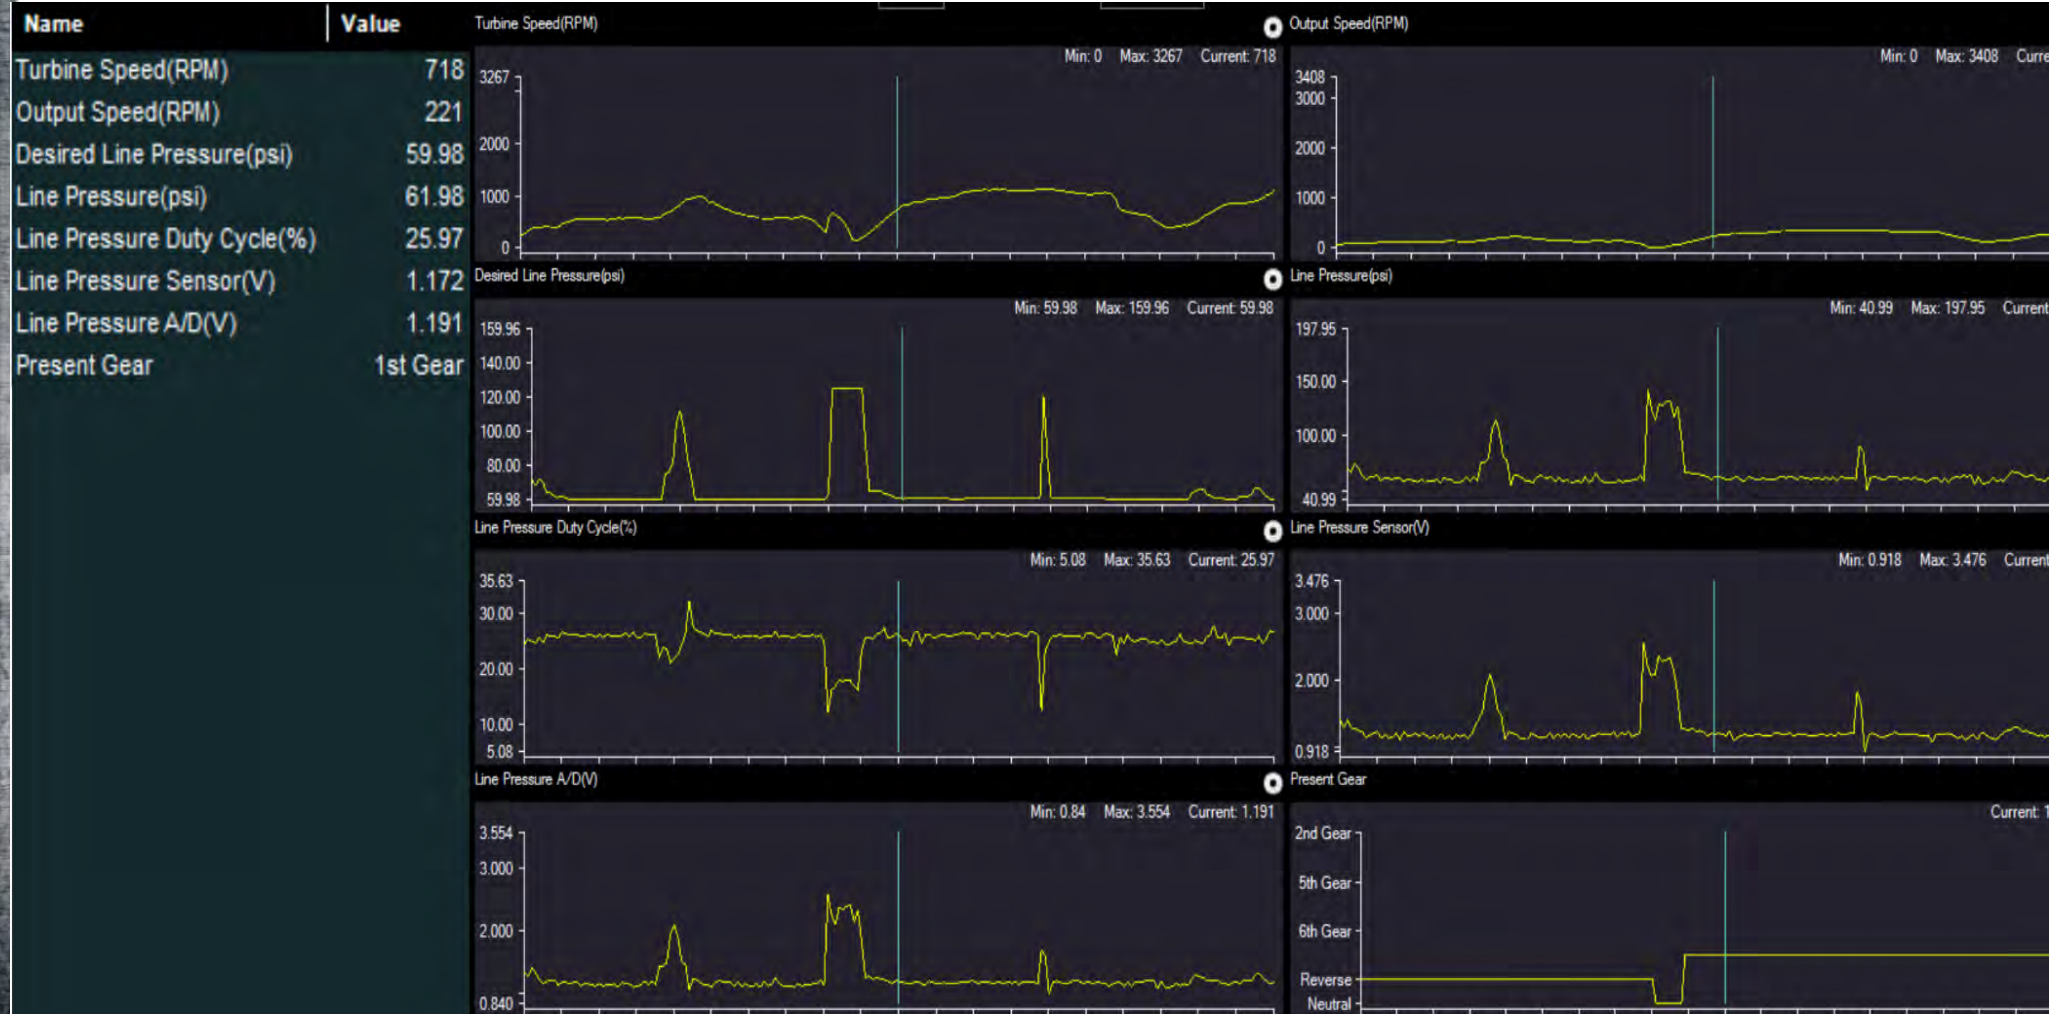 Name Value
Turbine Speed(RPM) 718
Output Speed(RPM) 221
Desired Line Pressure(psi) 59.98
Line Pressure(psi) 61.98
Line Pressure Duty Cycle(%) 25.97
Line Pressure Sensor(V) 1.172
Line Pressure A/D(V) 1.191
Present Gear 1st Gear
Turbine Speed(RPM)
Min: 0 Max: 3267 Current: 718
3267
2000
1000
0
Output Speed(RPM)
Min: 0 Max: 3408 Curre
3408
3000
2000
1000
0
Desired Line Pressure(psi)
Min: 59.98 Max: 159.96 Current: 59.98
159.96
140.00
120.00
100.00
80.00
59.98
Line Pressure(psi)
Min: 40.99 Max: 197.95 Current
197.95
150.00
100.00
40.99
Line Pressure Duty Cycle(%)
Min: 5.08 Max: 35.63 Current: 25.97
35.63
30.00
20.00
10.00
5.08
Line Pressure Sensor(V)
Min: 0.918 Max: 3.476 Current
3.476
3.000
2.000
0.918
Line Pressure A/D(V)
Min: 0.84 Max: 3.554 Current: 1.191
3.554
3.000
2.000
0.840
Present Gear
Current: 1
2nd Gear
5th Gear
6th Gear
Reverse
Neutral